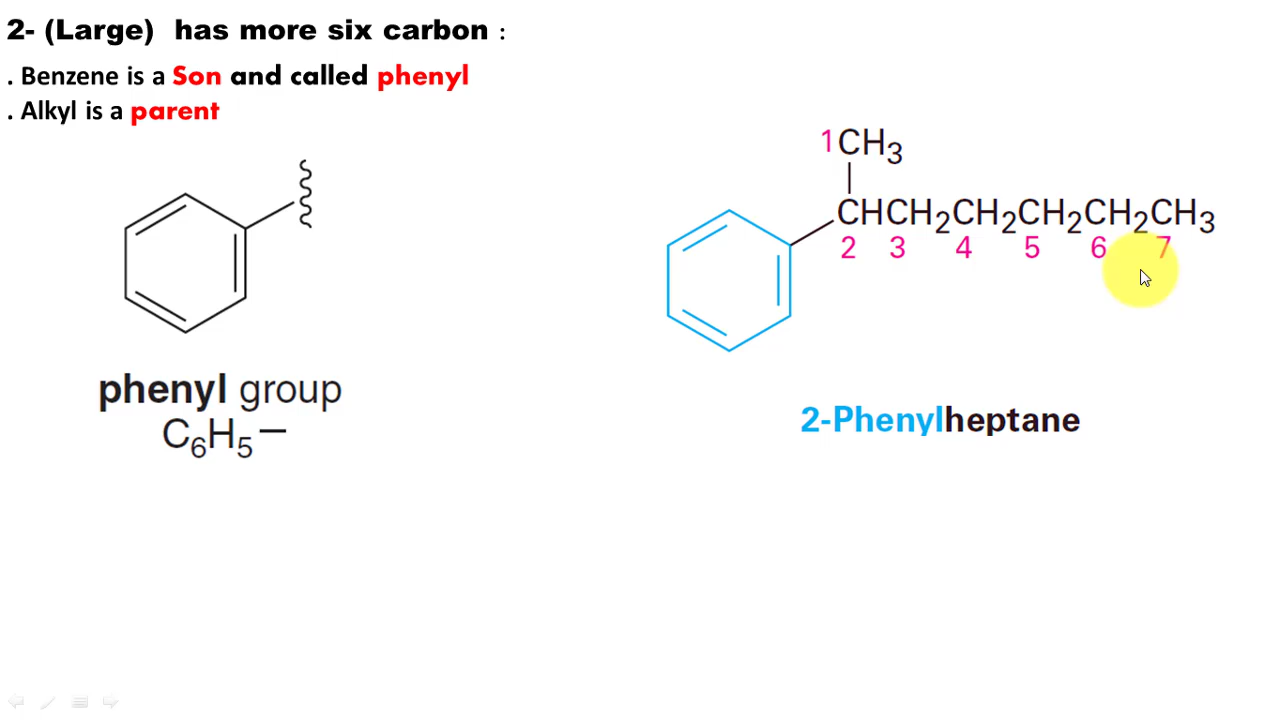 2- (Large) has more six carbon :
. Benzene is a Son and called phenyl
. Alkyl is a parent
1CH₃
CHCH₂CH₂CH₂CH₂CH₃
2 3 4 5 6 7
phenyl group
C₆H₅—
2-Phenylheptane